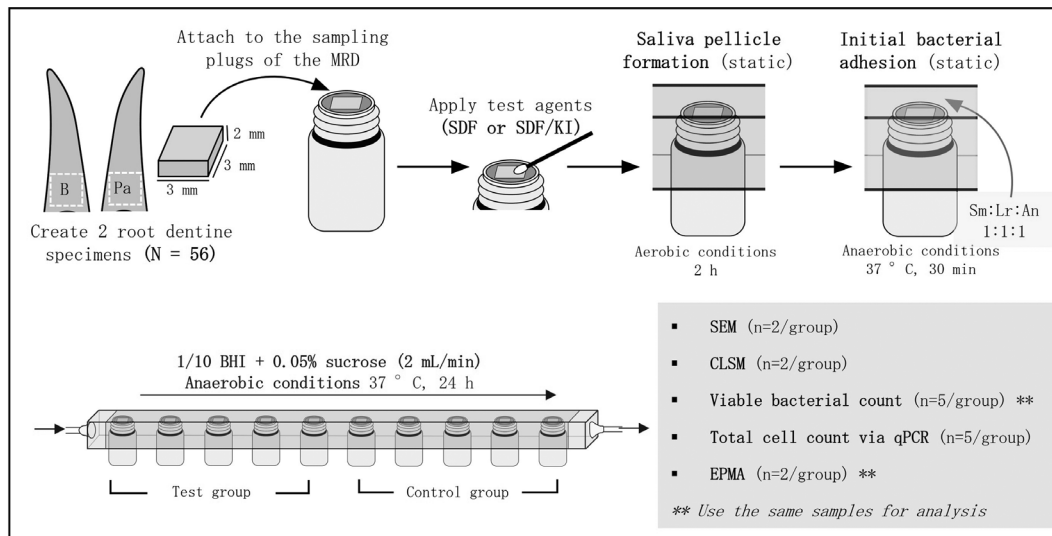 Attach to the sampling
plugs of the MRD
B
Pa
2 mm
3 mm
3 mm
Create 2 root dentine
specimens (N = 56)
Apply test agents
(SDF or SDF/KI)
Saliva pellicle
formation (static)
Aerobic conditions
2 h
Initial bacterial
adhesion (static)
Sm:Lr:An
1:1:1
Anaerobic conditions
37 ° C, 30 min
1/10 BHI + 0.05% sucrose (2 mL/min)
Anaerobic conditions 37 ° C, 24 h
Test group
Control group
▪ SEM (n=2/group)
▪ CLSM (n=2/group)
▪ Viable bacterial count (n=5/group) **
▪ Total cell count via qPCR (n=5/group)
▪ EPMA (n=2/group) **
** Use the same samples for analysis